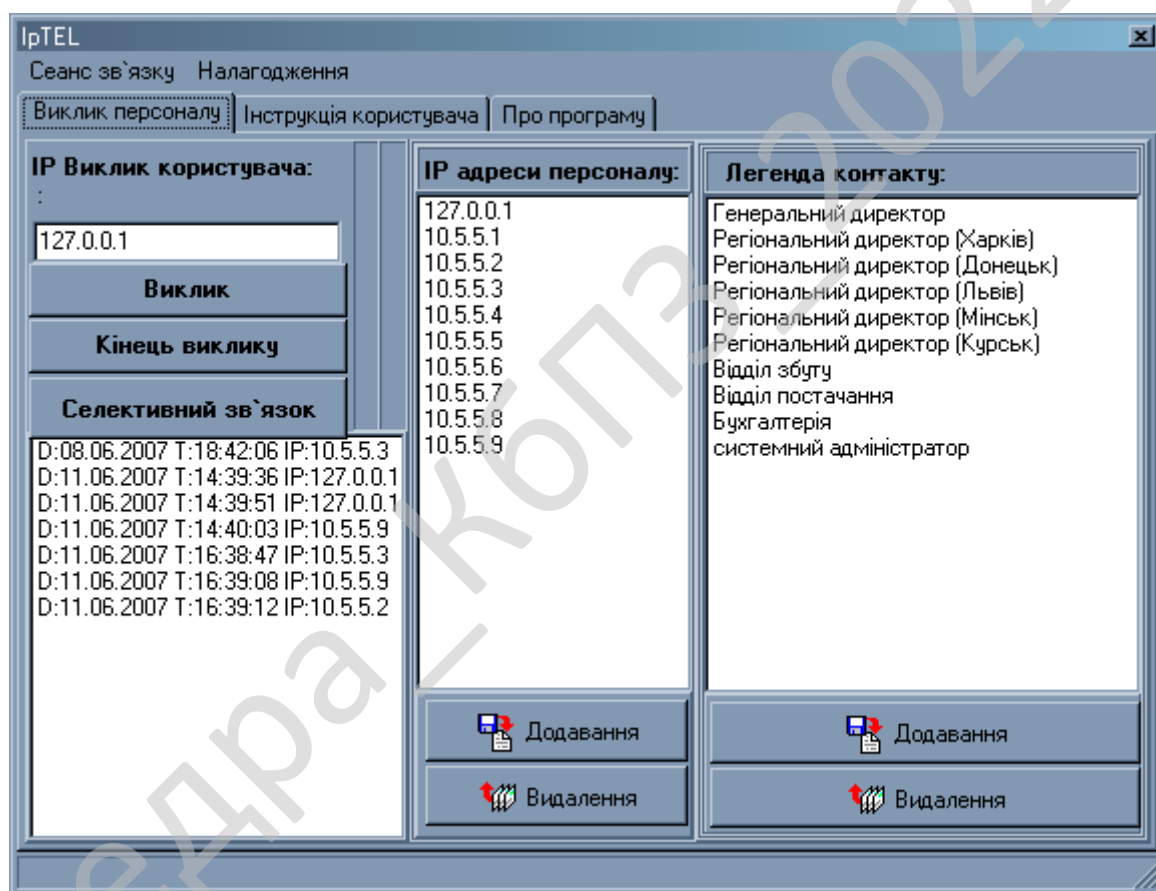 IpTEL
Сеанс зв`язку Налагодження
Виклик персоналу Інструкція користувача Про програму
IP Виклик користувача:
:
127.0.0.1
Виклик
Кінець виклику
Селективний зв`язок
D:08.06.2007 T:18:42:06 IP:10.5.5.3
D:11.06.2007 T:14:39:36 IP:127.0.0.1
D:11.06.2007 T:14:39:51 IP:127.0.0.1
D:11.06.2007 T:14:40:03 IP:10.5.5.9
D:11.06.2007 T:16:38:47 IP:10.5.5.3
D:11.06.2007 T:16:39:08 IP:10.5.5.9
D:11.06.2007 T:16:39:12 IP:10.5.5.2
IP адреси персоналу:
127.0.0.1
10.5.5.1
10.5.5.2
10.5.5.3
10.5.5.4
10.5.5.5
10.5.5.6
10.5.5.7
10.5.5.8
10.5.5.9
Додавання
Видалення
Легенда контакту:
Генеральний директор
Регіональний директор (Харків)
Регіональний директор (Донецьк)
Регіональний директор (Львів)
Регіональний директор (Мінськ)
Регіональний директор (Курськ)
Відділ збуту
Відділ постачання
Бухгалтерія
системний адміністратор
Додавання
Видалення